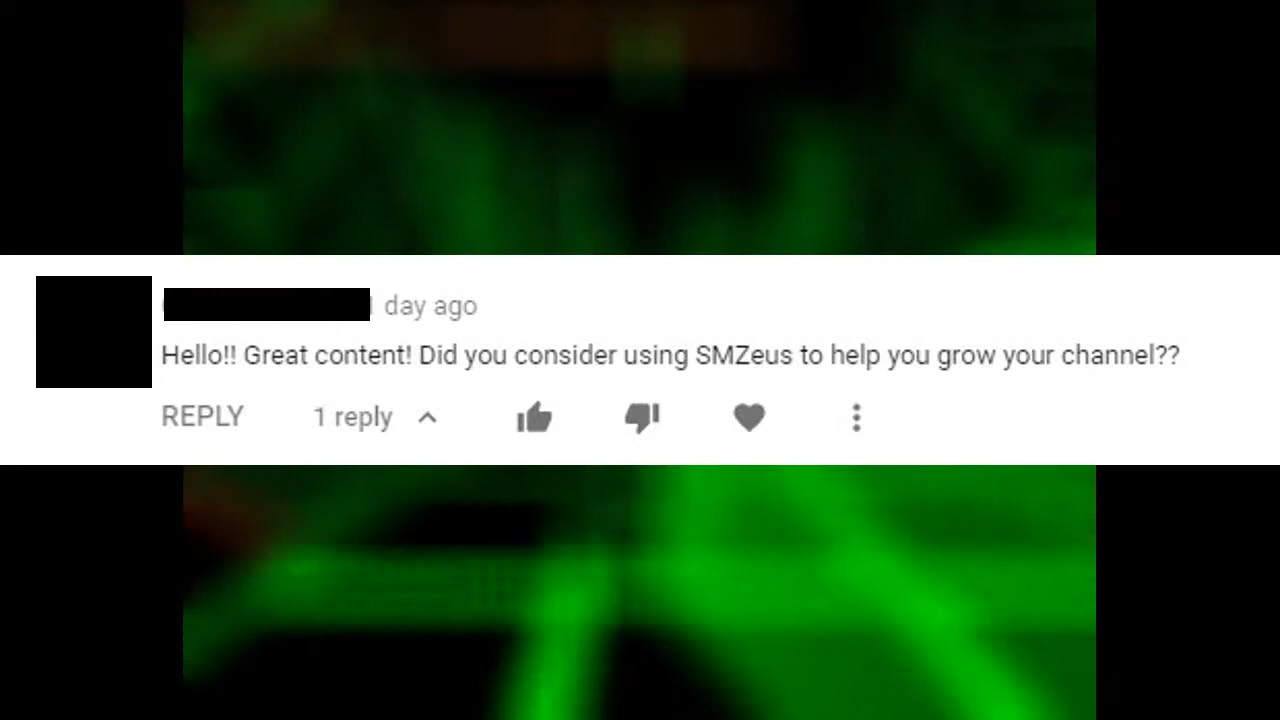 day ago
Hello!! Great content! Did you consider using SMZeus to help you grow your channel??
REPLY 1 reply